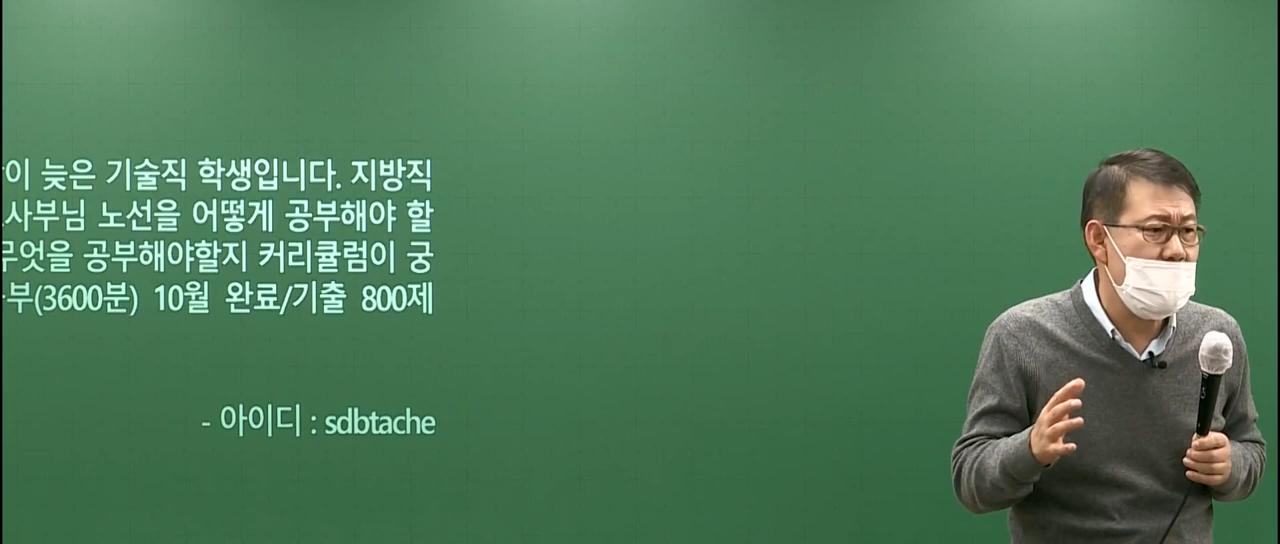 이 늦은 기술직 학생입니다. 지방직
사부님 노선을 어떻게 공부해야 할
무엇을 공부해야할지 커리큘럼이 궁
부(3600분) 10월 완료/기출 800제
- 아이디 : sdbtache